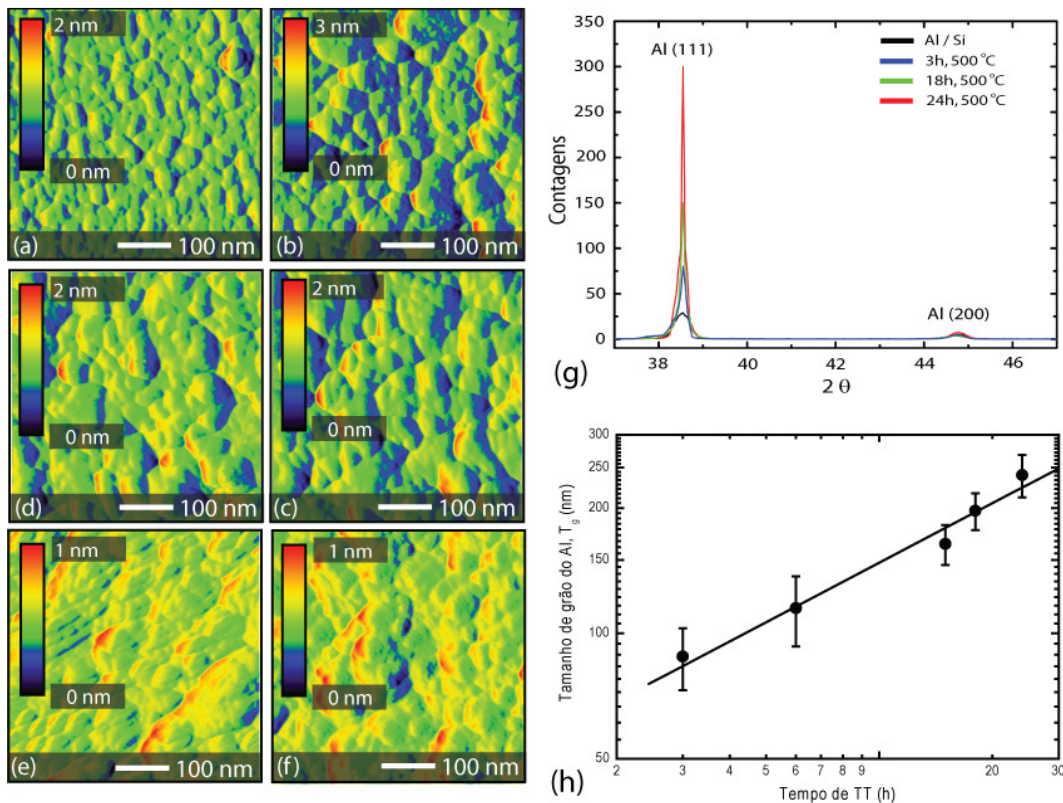 2 nm
0 nm
(a)
100 nm
3 nm
0 nm
(b)
100 nm
2 nm
0 nm
(d)
100 nm
2 nm
0 nm
(c)
100 nm
1 nm
0 nm
(e)
100 nm
1 nm
0 nm
(f)
100 nm
Al (111)
Al / Si
3h, 500 °C
18h, 500 °C
24h, 500 °C
350
300
250
200
150
100
50
0
Contagens
Al (200)
38 40 42 44 46
2 θ
(g)
300
250
200
150
100
50
Tamanho de grão do Al, Tg (nm)
2 3 4 5 6 7 8 9 20 30
Tempo de TT (h)
(h)